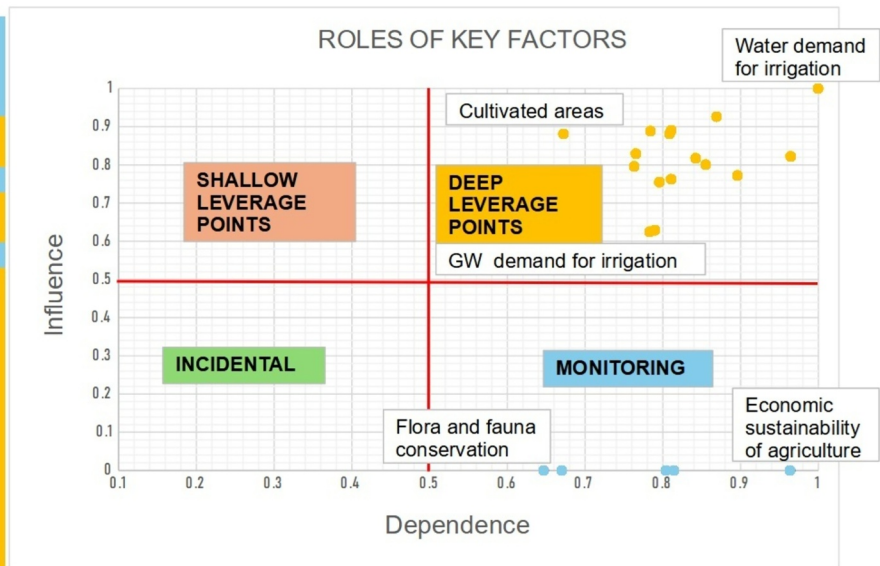 ROLES OF KEY FACTORS
Water demand
for irrigation
Cultivated areas
SHALLOW
LEVERAGE
POINTS
DEEP
LEVERAGE
POINTS
GW demand for irrigation
INCIDENTAL
MONITORING
Flora and fauna
conservation
Economic
sustainability
of agriculture
Influence
1
0.9
0.8
0.7
0.6
0.5
0.4
0.3
0.2
0.1
0
0.1 0.2 0.3 0.4 0.5 0.6 0.7 0.8 0.9 1
Dependence